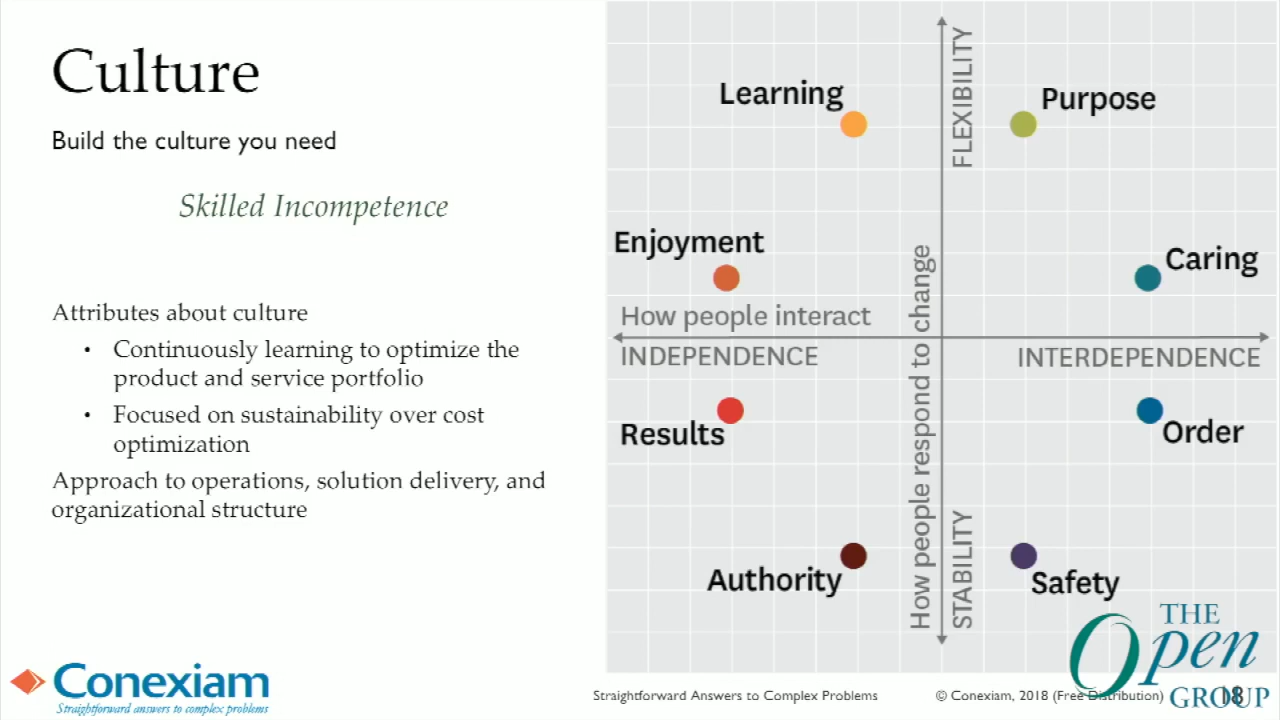 Culture
Build the culture you need
Skilled Incompetence
Attributes about culture
• Continuously learning to optimize the
product and service portfolio
• Focused on sustainability over cost
optimization
Approach to operations, solution delivery, and
organizational structure
Learning
Purpose
FLEXIBILITY
Enjoyment
Caring
How people interact
How people respond to change
INDEPENDENCE
INTERDEPENDENCE
Results
Order
STABILITY
Authority
Safety
Conexiam
Straightforward answers to complex problems
Straightforward Answers to Complex Problems
© Conexiam, 2018 (Free Distribution)
18
THE
Open
GROUP